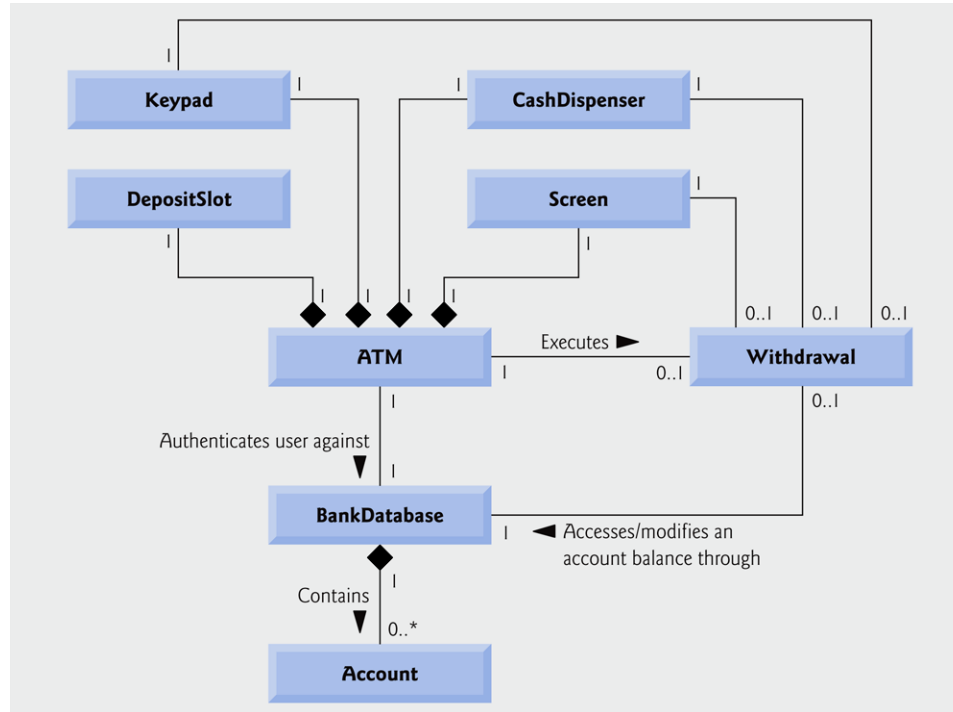 1
1
1
1
Keypad
CashDispenser
DepositSlot
Screen
1
1
1
1
1
1
1
0..1
0..1
0..1
ATM
Executes
Withdrawal
1
0..1
1
0..1
Authenticates user against
1
BankDatabase
1
Accesses/modifies an
account balance through
1
Contains
0..*
Account